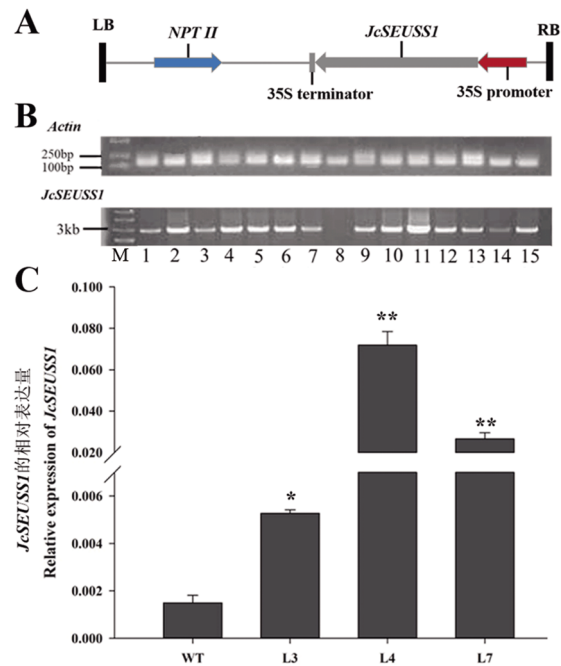 A
LB
NPT II
JcSEUSS1
RB
35S terminator
35S promoter
B
Actin
250bp
100bp
JcSEUSS1
3kb
M 1 2 3 4 5 6 7 8 9 10 11 12 13 14 15
C
JcSEUSS1的相对表达量
Relative expression of JcSEUSS1
0.100
0.080
0.060
0.040
0.020
0.006
0.004
0.002
0.000
*
**
**
WT L3 L4 L7